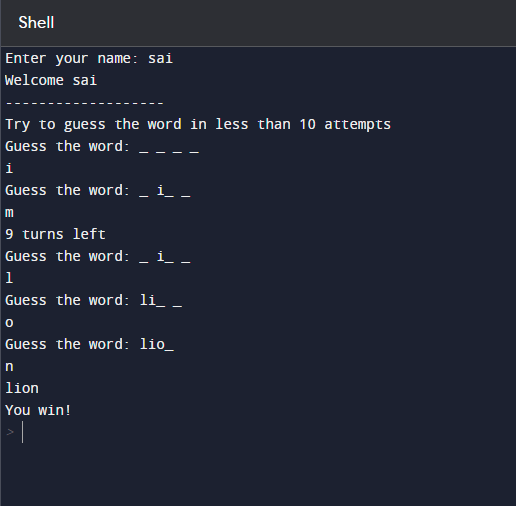 Shell
Enter your name: sai
Welcome sai
-------------------
Try to guess the word in less than 10 attempts
Guess the word: _ _ _ _
i
Guess the word: _ i_ _
m
9 turns left
Guess the word: _ i_ _
l
Guess the word: li_ _
o
Guess the word: lio_
n
lion
You win!
>